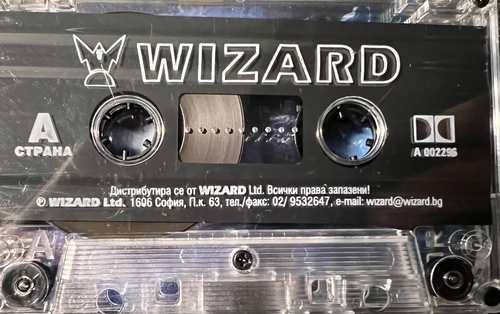 WIZARD
A
СТРАНА
A 002296
Дистрибутира се от WIZARD Ltd. Всички права запазени!
℗ WIZARD Ltd. 1606 София, П.к. 63, тел./факс: 02/ 9532647, e-mail: wizard@wizard.bg
A